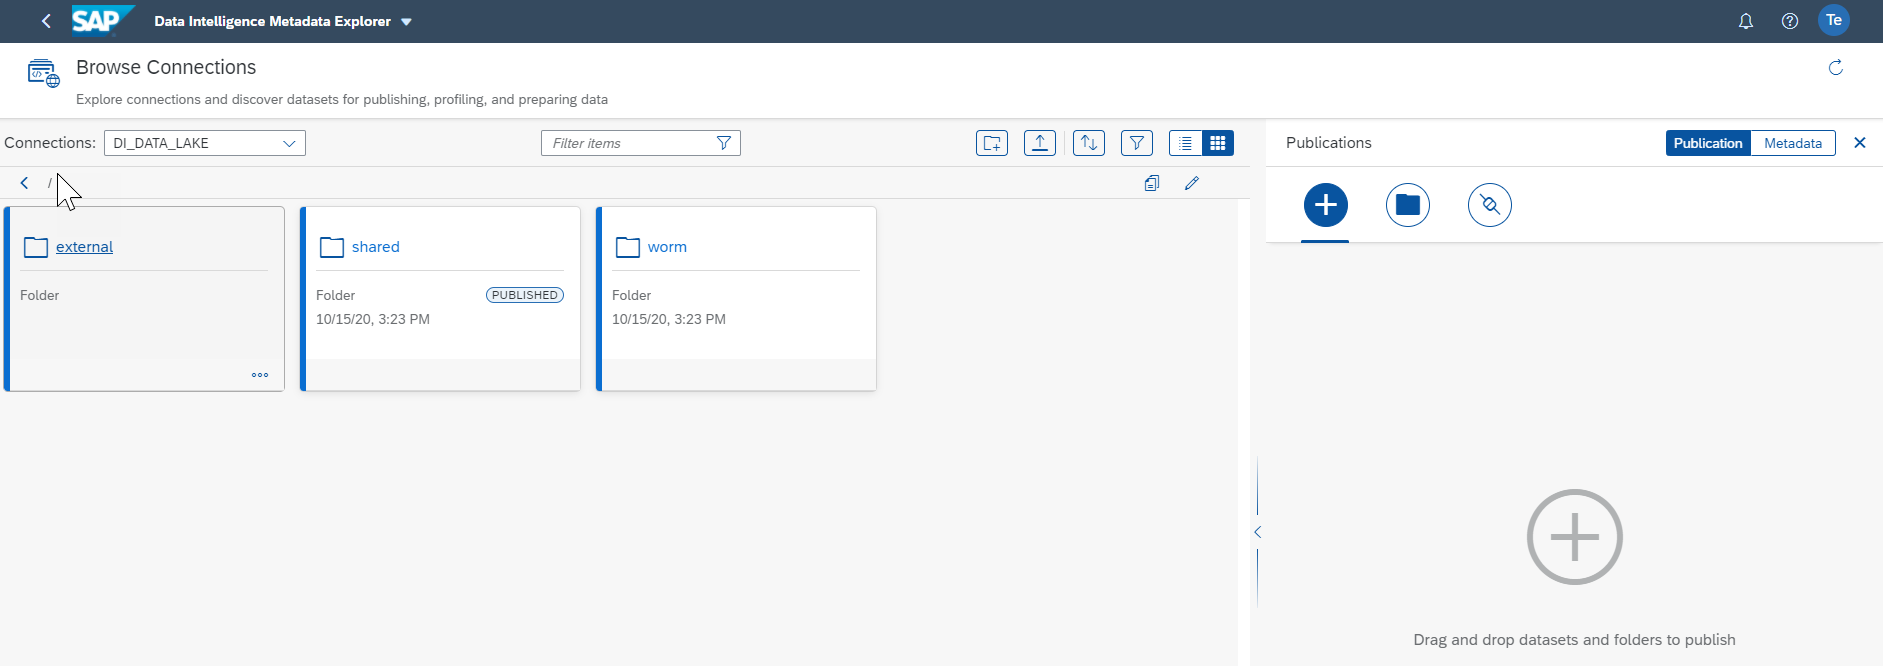 SAP Data Intelligence Metadata Explorer
Te
Browse Connections
Explore connections and discover datasets for publishing, profiling, and preparing data
Connections: DI_DATA_LAKE
Filter items
Publications
Publication Metadata
/
external
Folder
shared
Folder
PUBLISHED
10/15/20, 3:23 PM
worm
Folder
10/15/20, 3:23 PM
Drag and drop datasets and folders to publish